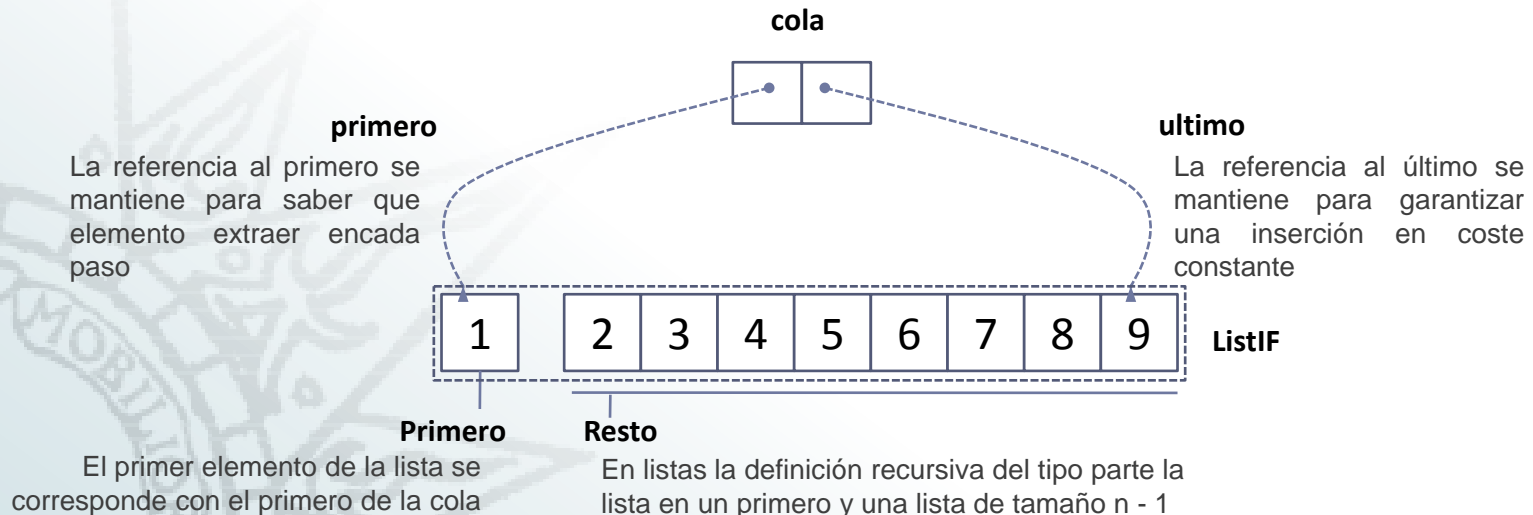 cola
primero
La referencia al primero se
mantiene para saber que
elemento extraer encada
paso
ultimo
La referencia al último se
mantiene para garantizar
una inserción en coste
constante
1 2 3 4 5 6 7 8 9
ListIF
Primero
El primer elemento de la lista se
corresponde con el primero de la cola
Resto
En listas la definición recursiva del tipo parte la
lista en un primero y una lista de tamaño n - 1